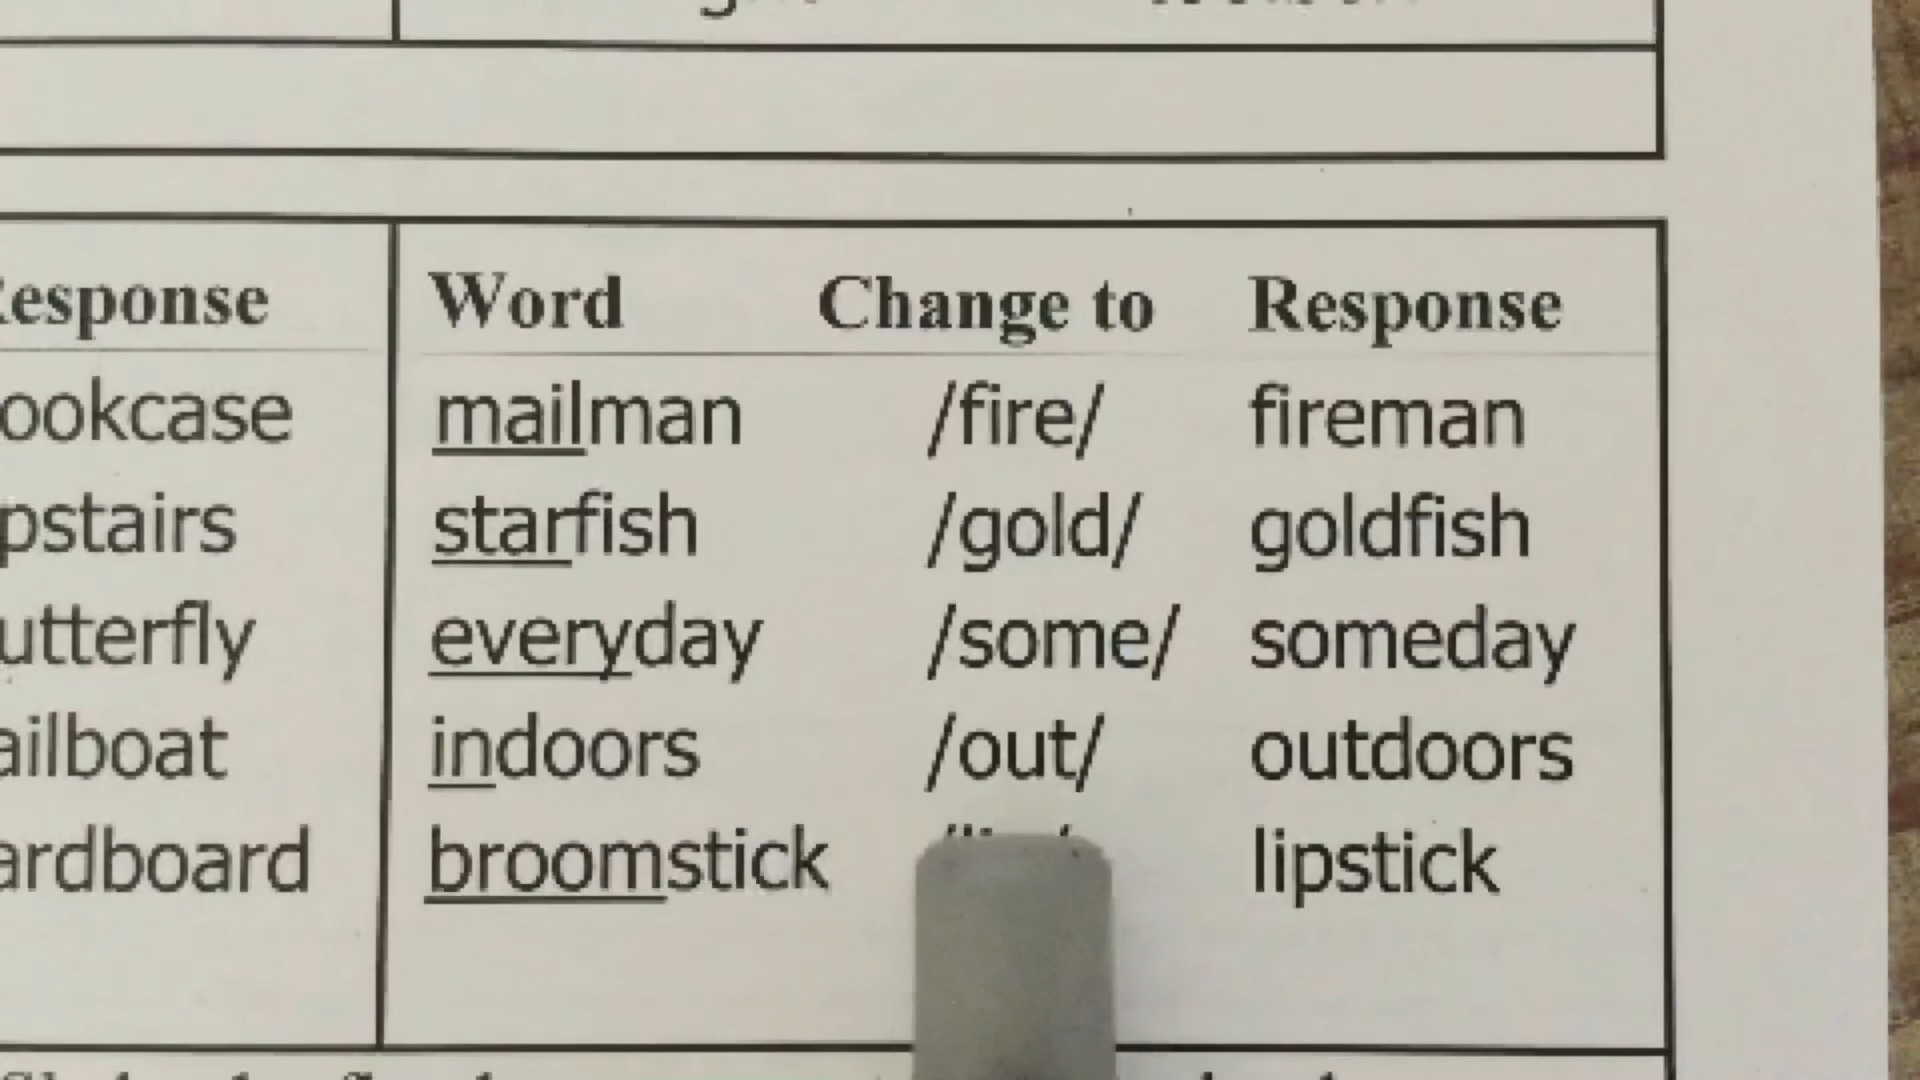 Response Word Change to Response
ookcase mailman /fire/ fireman
pstairs starfish /gold/ goldfish
utterfly everyday /some/ someday
ailboat indoors /out/ outdoors
ardboard broomstick lipstick